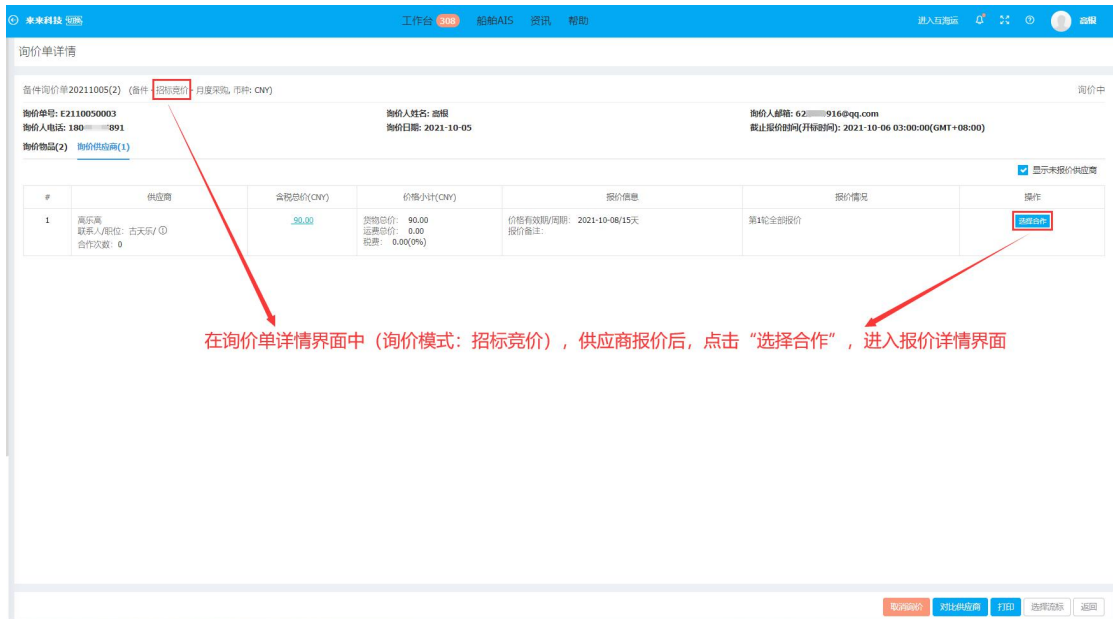 来来科技 切换 工作台 308 船舶AIS 资讯 帮助 进入互海运 高根
询价单详情
备件询价单20211005(2) (备件 - 招标竞价 - 月度采购, 币种: CNY) 询价中
询价单号: E2110050003 询价人姓名: 高根 询价人邮箱: 62 916@qq.com
询价人电话: 180 891 询价日期: 2021-10-05 截止报价时间(开标时间): 2021-10-06 03:00:00(GMT+08:00)
询价物品(2) 询价供应商(1)
显示未报价供应商
# 供应商 含税总价(CNY) 价格小计(CNY) 报价信息 报价情况 操作
1 高乐高 90.00 货物总价: 90.00 价格有效期/周期: 2021-10-08/15天 第1轮全部报价 选择合作
联系人/职位: 古天乐/ 运费总价: 0.00 报价备注:
合作次数: 0 税费: 0.00(0%)
在询价单详情界面中（询价模式：招标竞价），供应商报价后，点击“选择合作”，进入报价详情界面
取消询价 对比供应商 打印 选择流标 返回